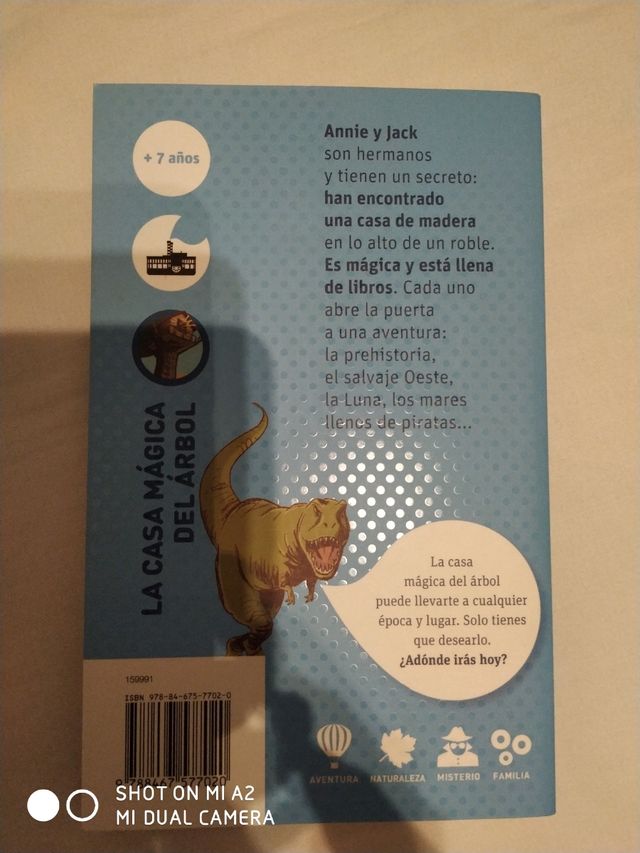 + 7 años
Annie y Jack
son hermanos
y tienen un secreto:
han encontrado
una casa de madera
en lo alto de un roble.
Es mágica y está llena
de libros. Cada uno
abre la puerta
a una aventura:
la prehistoria,
el salvaje Oeste,
la Luna, los mares
llenos de piratas...
LA CASA MÁGICA
DEL ÁRBOL
La casa
mágica del árbol
puede llevarte a cualquier
época y lugar. Solo tienes
que desearlo.
¿Adónde irás hoy?
159991
ISBN 978-84-675-7702-0
9 788467 577020
AVENTURA NATURALEZA MISTERIO FAMILIA
SHOT ON MI A2
MI DUAL CAMERA